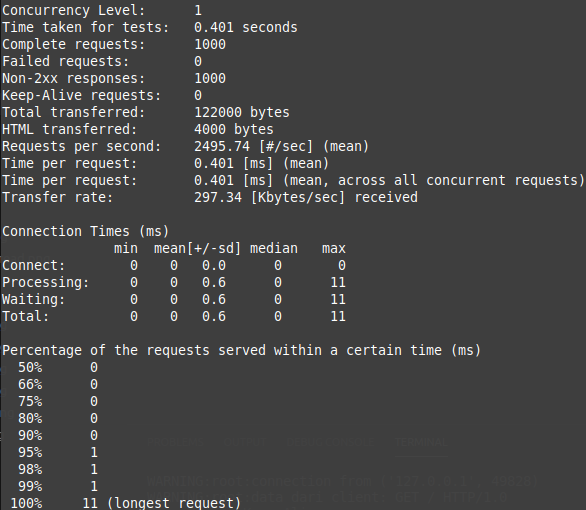 Concurrency Level:      1
Time taken for tests:   0.401 seconds
Complete requests:      1000
Failed requests:        0
Non-2xx responses:      1000
Keep-Alive requests:    0
Total transferred:      122000 bytes
HTML transferred:       4000 bytes
Requests per second:    2495.74 [#/sec] (mean)
Time per request:       0.401 [ms] (mean)
Time per request:       0.401 [ms] (mean, across all concurrent requests)
Transfer rate:          297.34 [Kbytes/sec] received

Connection Times (ms)
              min  mean[+/-sd] median   max
Connect:        0    0   0.0      0       0
Processing:     0    0   0.6      0      11
Waiting:        0    0   0.6      0      11
Total:          0    0   0.6      0      11

Percentage of the requests served within a certain time (ms)
  50%      0
  66%      0
  75%      0
  80%      0
  90%      0
  95%      1
  98%      1
  99%      1
 100%     11 (longest request)